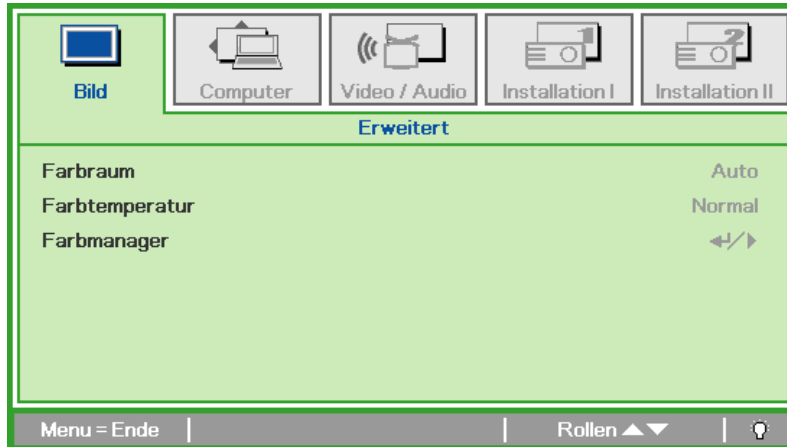 Bild Computer Video / Audio Installation I Installation II
Erweitert
Farbraum Auto
Farbtemperatur Normal
Farbmanager
Menu = Ende Rollen